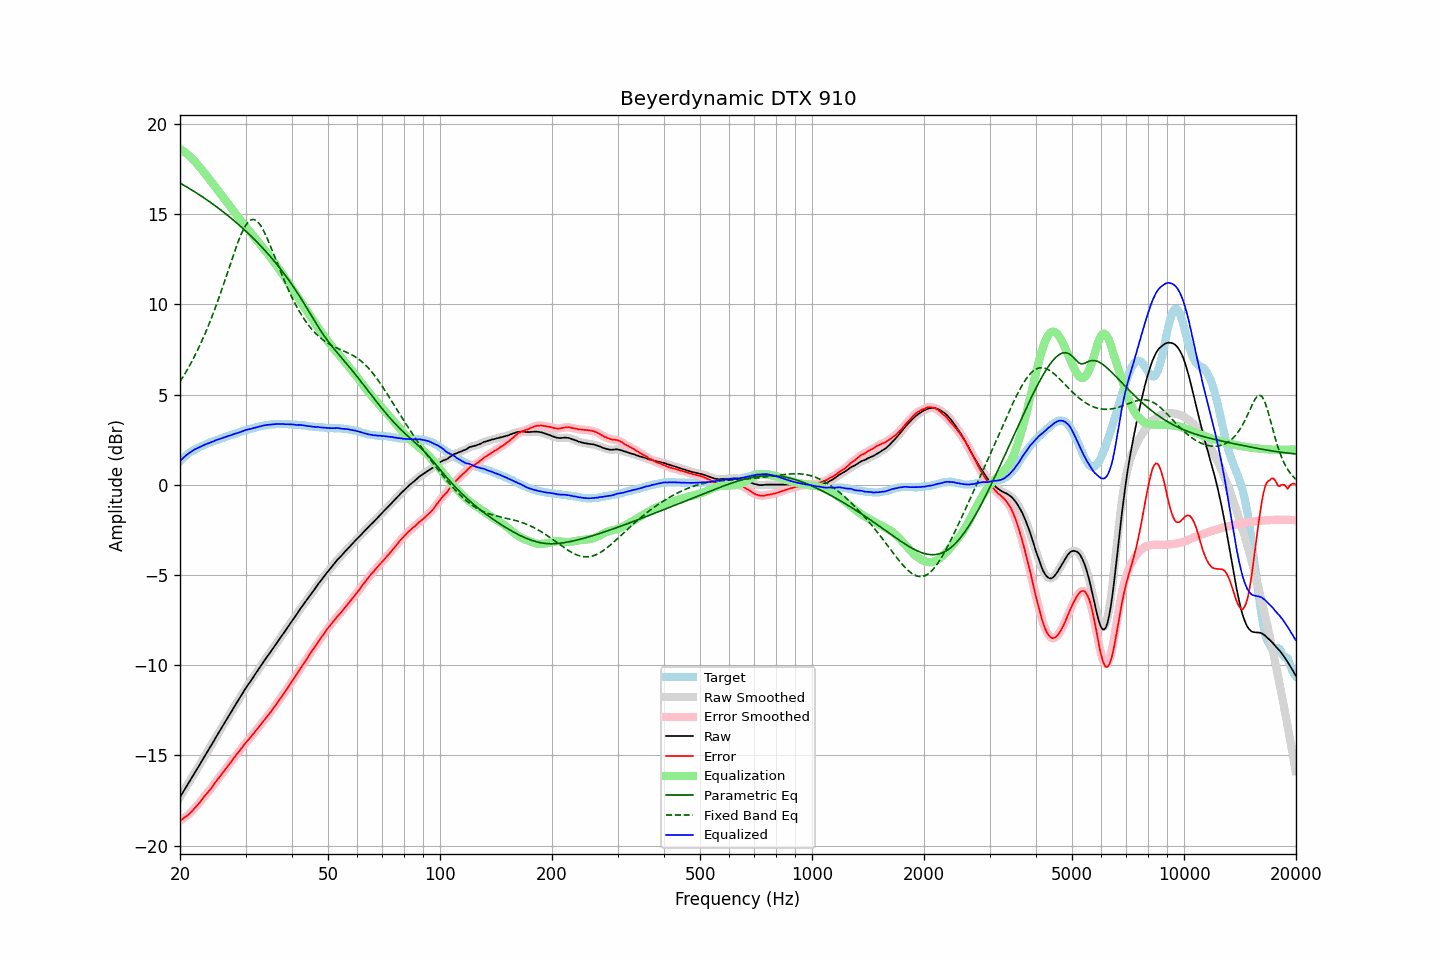 Beyerdynamic DTX 910
Amplitude (dBr)
20
15
10
5
0
−5
−10
−15
−20
Target
Raw Smoothed
Error Smoothed
Raw
Error
Equalization
Parametric Eq
Fixed Band Eq
Equalized
20 50 100 200 500 1000 2000 5000 10000 20000
Frequency (Hz)